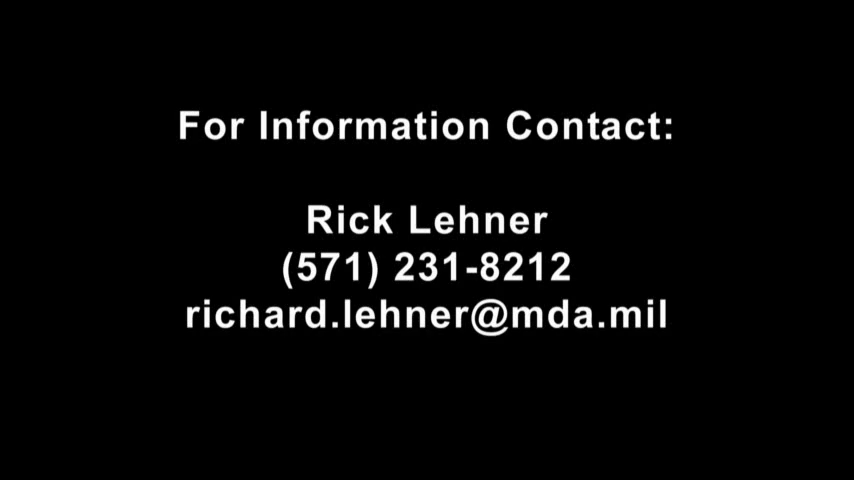 For Information Contact:
Rick Lehner
(571) 231-8212
richard.lehner@mda.mil